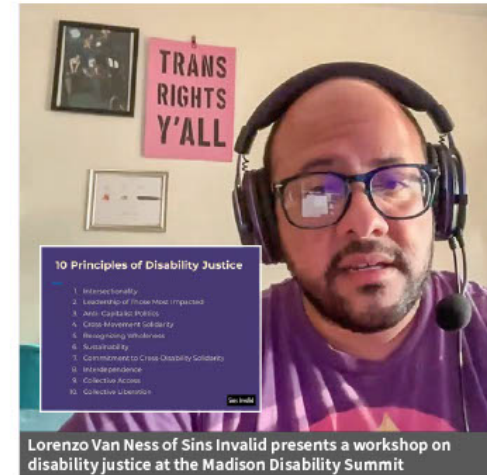 TRANS
RIGHTS
Y'ALL
10 Principles of Disability Justice
1. Intersectionality
2. Leadership of Those Most Impacted
3. Anti-Capitalist Politics
4. Cross-Movement Solidarity
5. Recognizing Wholeness
6. Sustainability
7. Commitment to Cross Disability Solidarity
8. Interdependence
9. Collective Access
10. Collective Liberation
Sins Invalid
Lorenzo Van Ness of Sins Invalid presents a workshop on
disability justice at the Madison Disability Summit